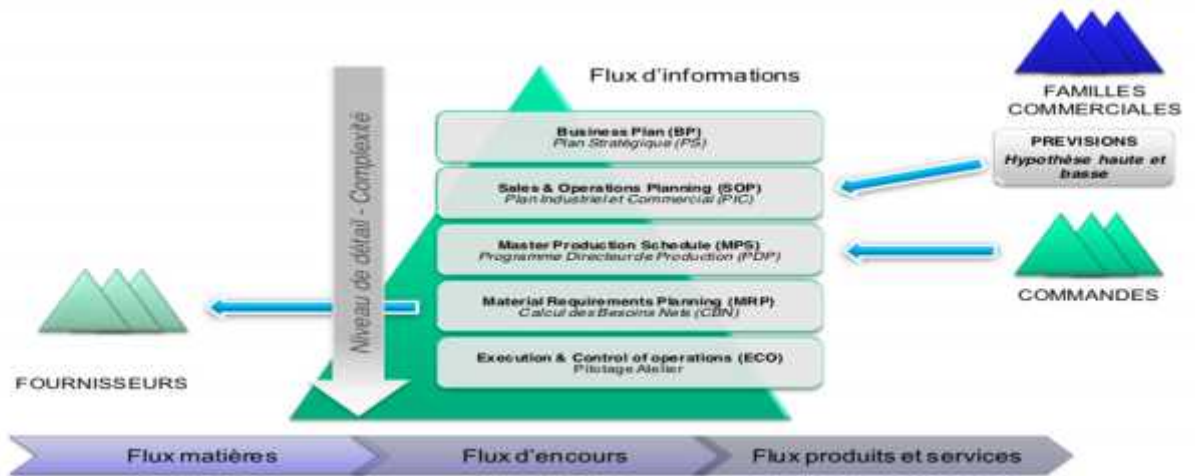 Flux d'informations
Niveau de détail - Complexité
Business Plan (BP)
Plan Stratégique (PS)
Sales & Operations Planning (SOP)
Plan Industriel et Commercial (PIC)
Master Production Schedule (MPS)
Programme Directeur de Production (PDP)
Material Requirements Planning (MRP)
Calcul des Besoins Nets (CBN)
Execution & Control of operations (ECO)
Pilotage Atelier
FAMILLES
COMMERCIALES
PREVISIONS
Hypothèse haute et
basse
COMMANDES
FOURNISSEURS
Flux matières
Flux d'encours
Flux produits et services